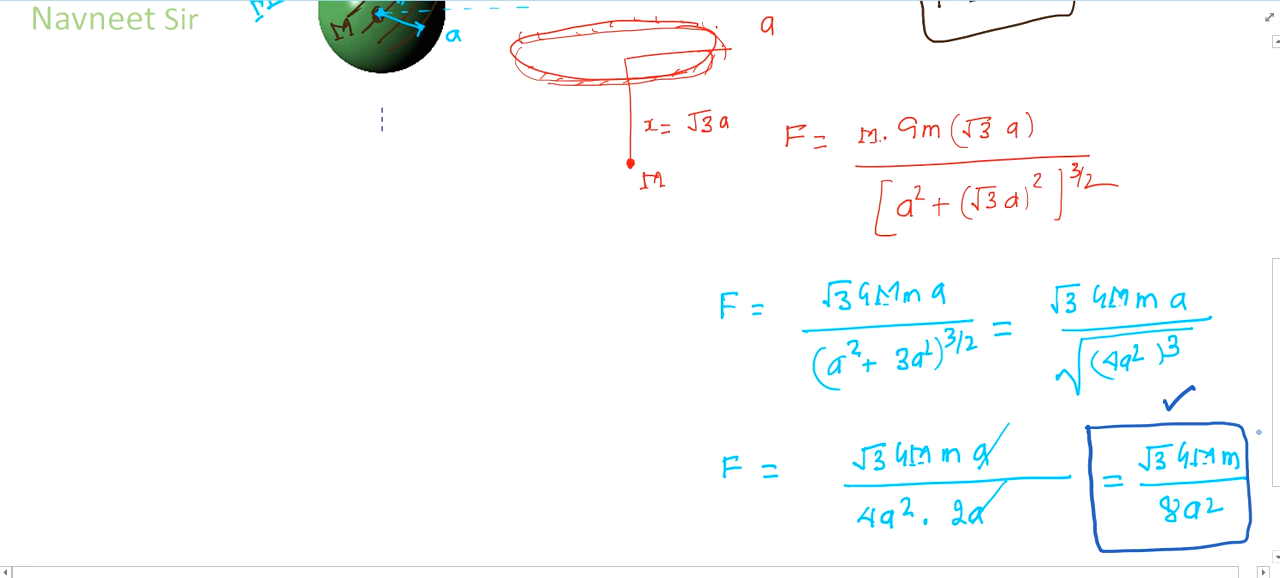 Navneet Sir
M
a
a
x = √3 a
M
F = M. Gm (√3 a) / [a² + (√3 a)²]^3/2
F = √3 GMm a / (a² + 3a²)^3/2 = √3 GMm a / √(4a²)³
F = √3 GMm a / 4a² . 2a = √3 GMm / 8a²